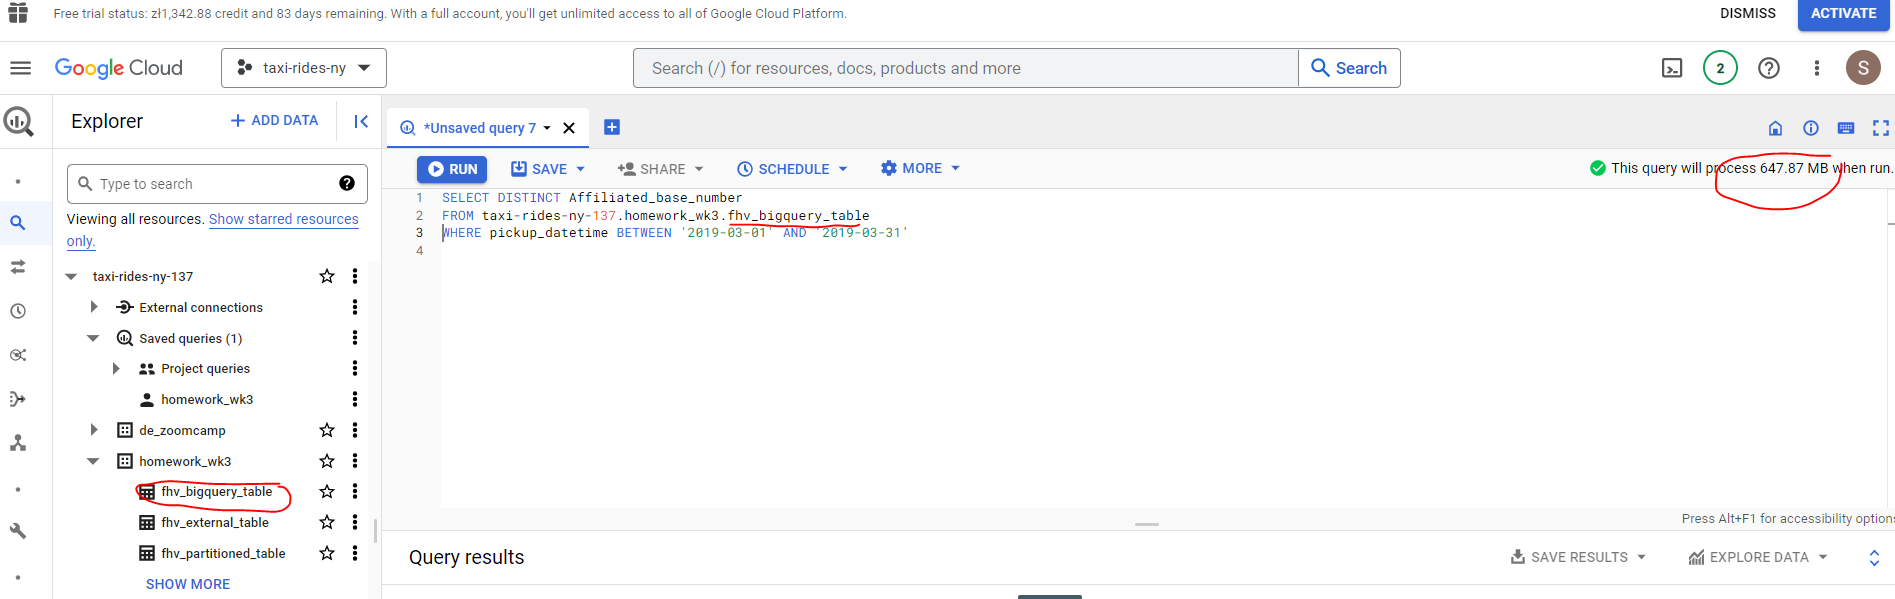 Free trial status: zł1,342.88 credit and 83 days remaining. With a full account, you'll get unlimited access to all of Google Cloud Platform.
DISMISS
ACTIVATE
Google Cloud
taxi-rides-ny
Search (/) for resources, docs, products and more
Search
2
S
Explorer
+ ADD DATA
*Unsaved query 7
RUN
SAVE
SHARE
SCHEDULE
MORE
This query will process 647.87 MB when run.
Type to search
Viewing all resources. Show starred resources
only.
taxi-rides-ny-137
External connections
Saved queries (1)
Project queries
homework_wk3
de_zoomcamp
homework_wk3
fhv_bigquery_table
fhv_external_table
fhv_partitioned_table
SHOW MORE
1 SELECT DISTINCT Affiliated_base_number
2 FROM taxi-rides-ny-137.homework_wk3.fhv_bigquery_table
3 WHERE pickup_datetime BETWEEN '2019-03-01' AND '2019-03-31'
4
Press Alt+F1 for accessibility options
Query results
SAVE RESULTS
EXPLORE DATA